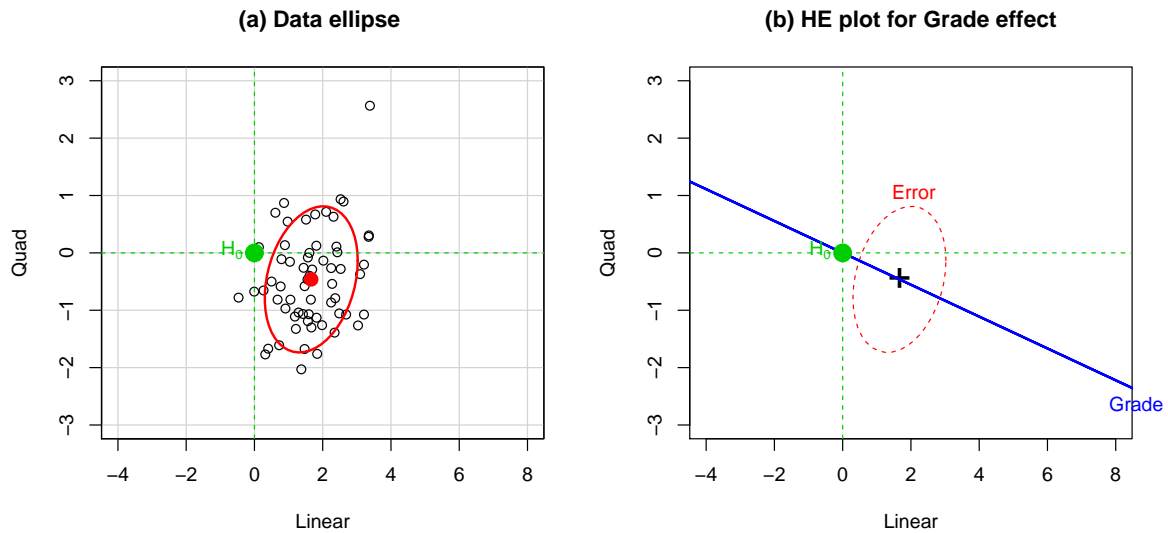 (a) Data ellipse
3
2
1
0
−1
−2
−3
Quad
H0
−4 −2 0 2 4 6 8
Linear
(b) HE plot for Grade effect
3
2
1
0
−1
−2
−3
Quad
Error
H0
Grade
−4 −2 0 2 4 6 8
Linear